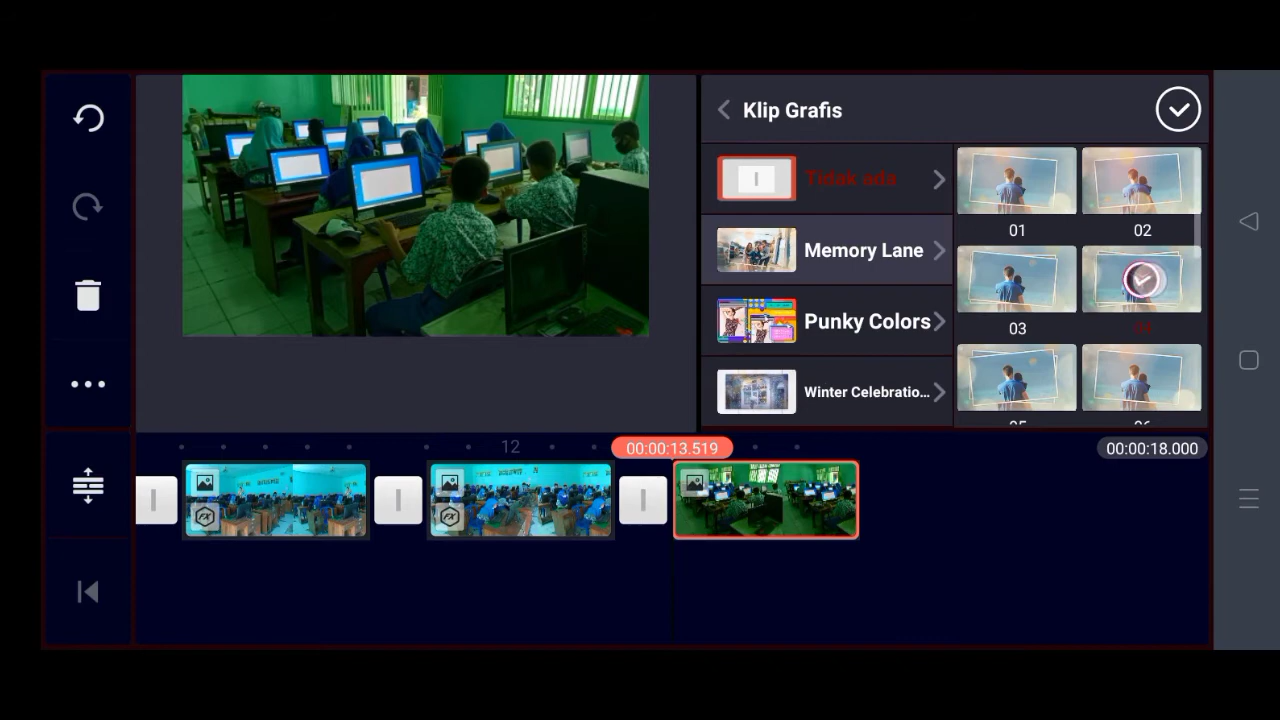 Klip Grafis
Tidak ada
Memory Lane
Punky Colors
Winter Celebratio...
01
02
03
04
12
00:00:13.519
00:00:18.000